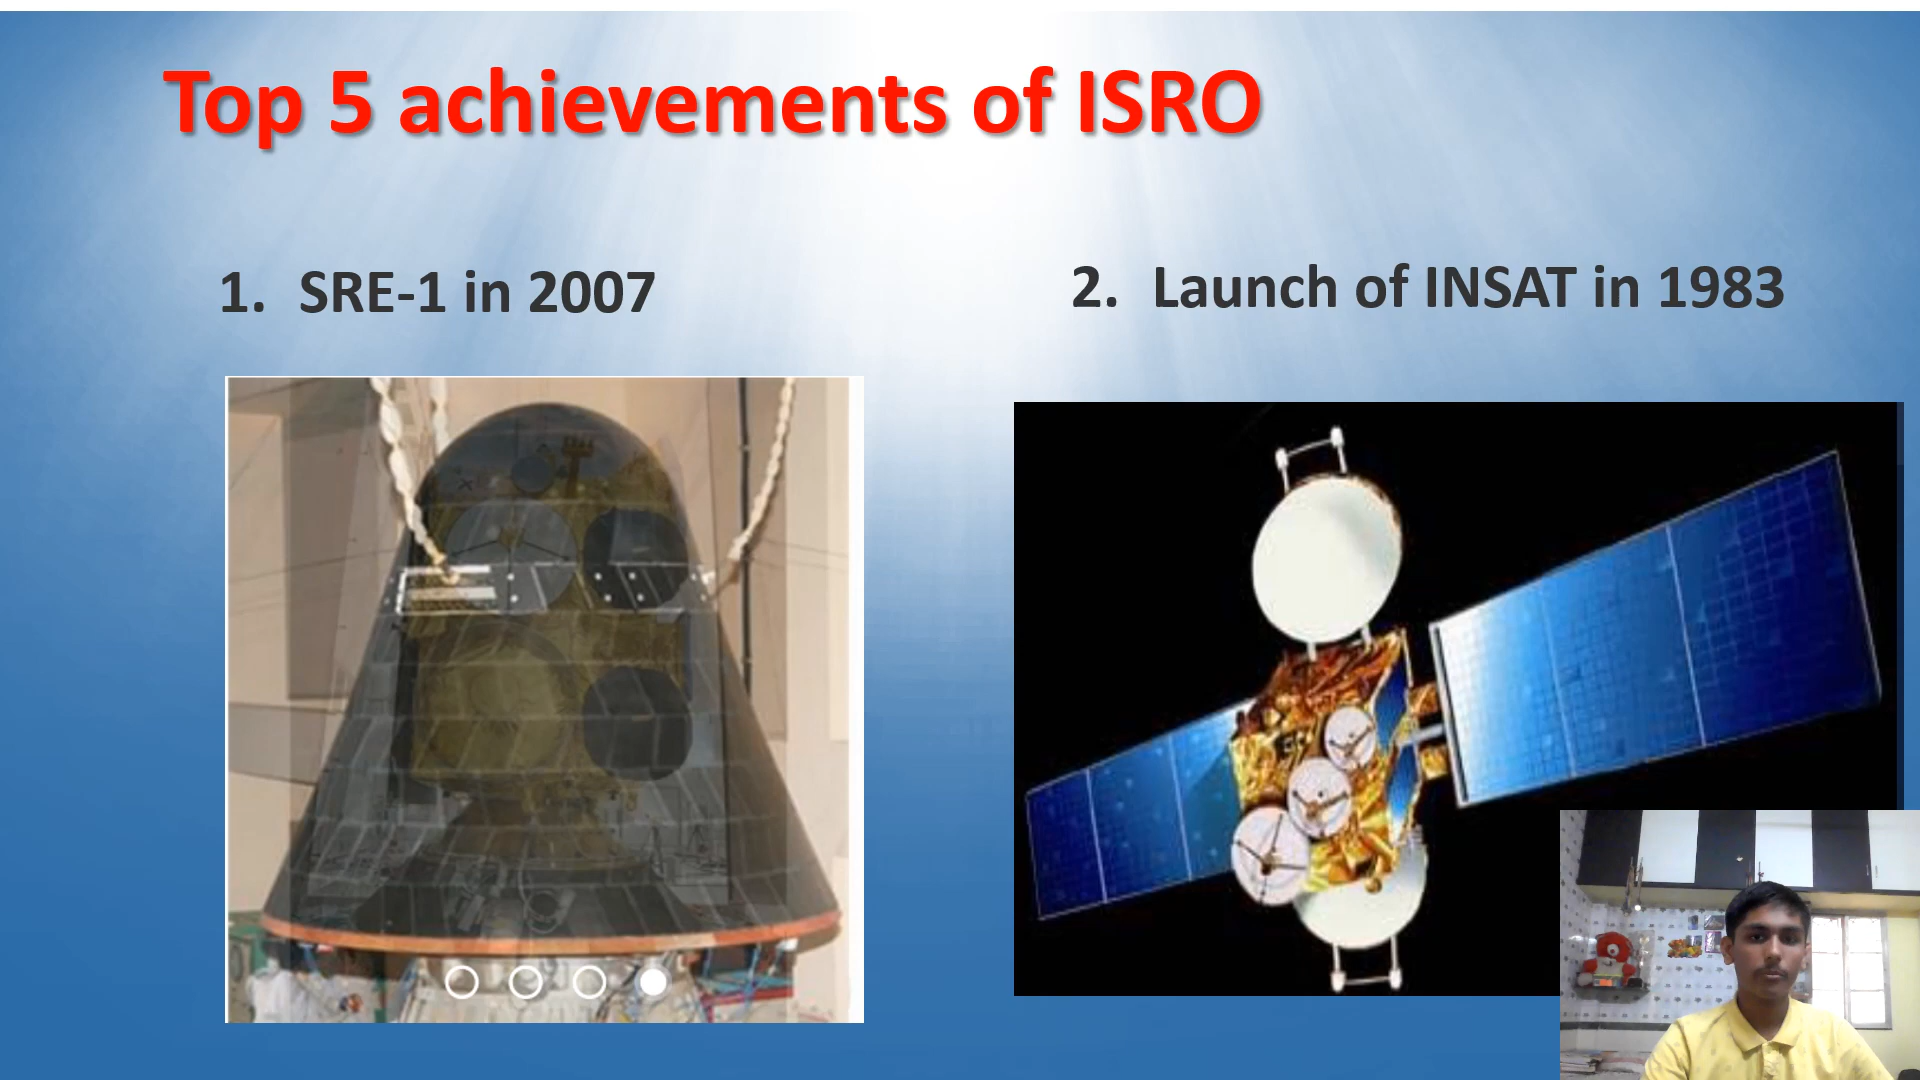 Top 5 achievements of ISRO
1. SRE-1 in 2007
2. Launch of INSAT in 1983